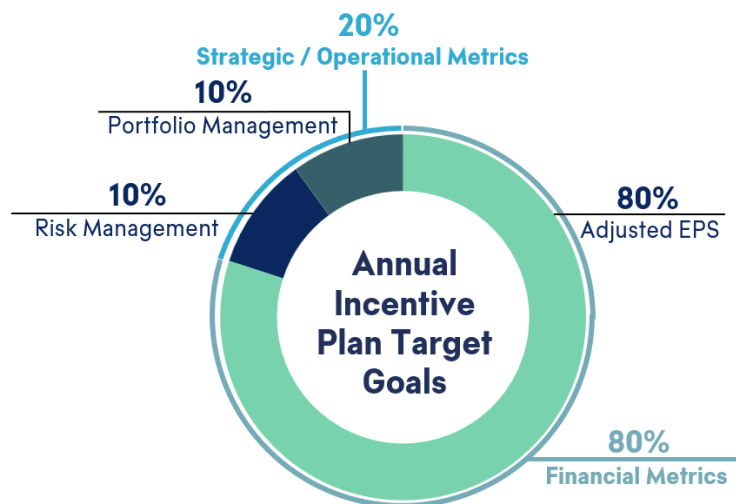 20%
Strategic / Operational Metrics
10%
Portfolio Management
10%
Risk Management
80%
Adjusted EPS
Annual
Incentive
Plan Target
Goals
80%
Financial Metrics